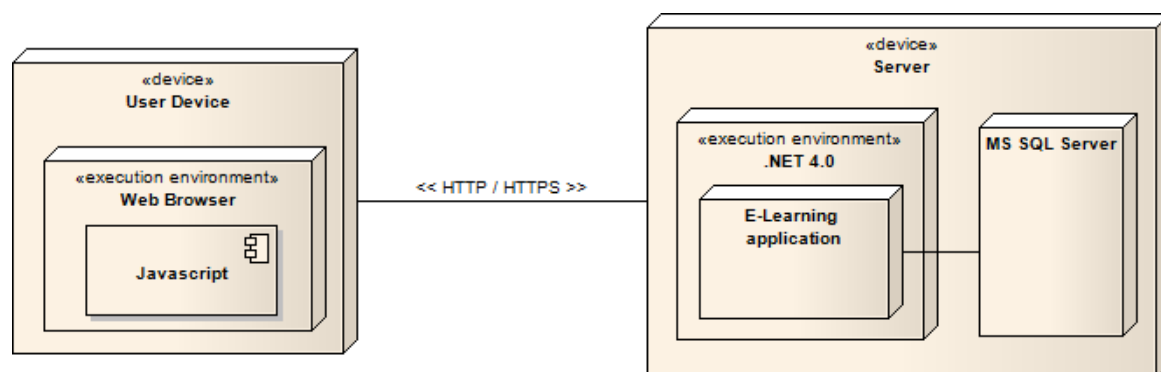 «device»
User Device
«execution environment»
Web Browser
Javascript
<< HTTP / HTTPS >>
«device»
Server
«execution environment»
.NET 4.0
E-Learning
application
MS SQL Server